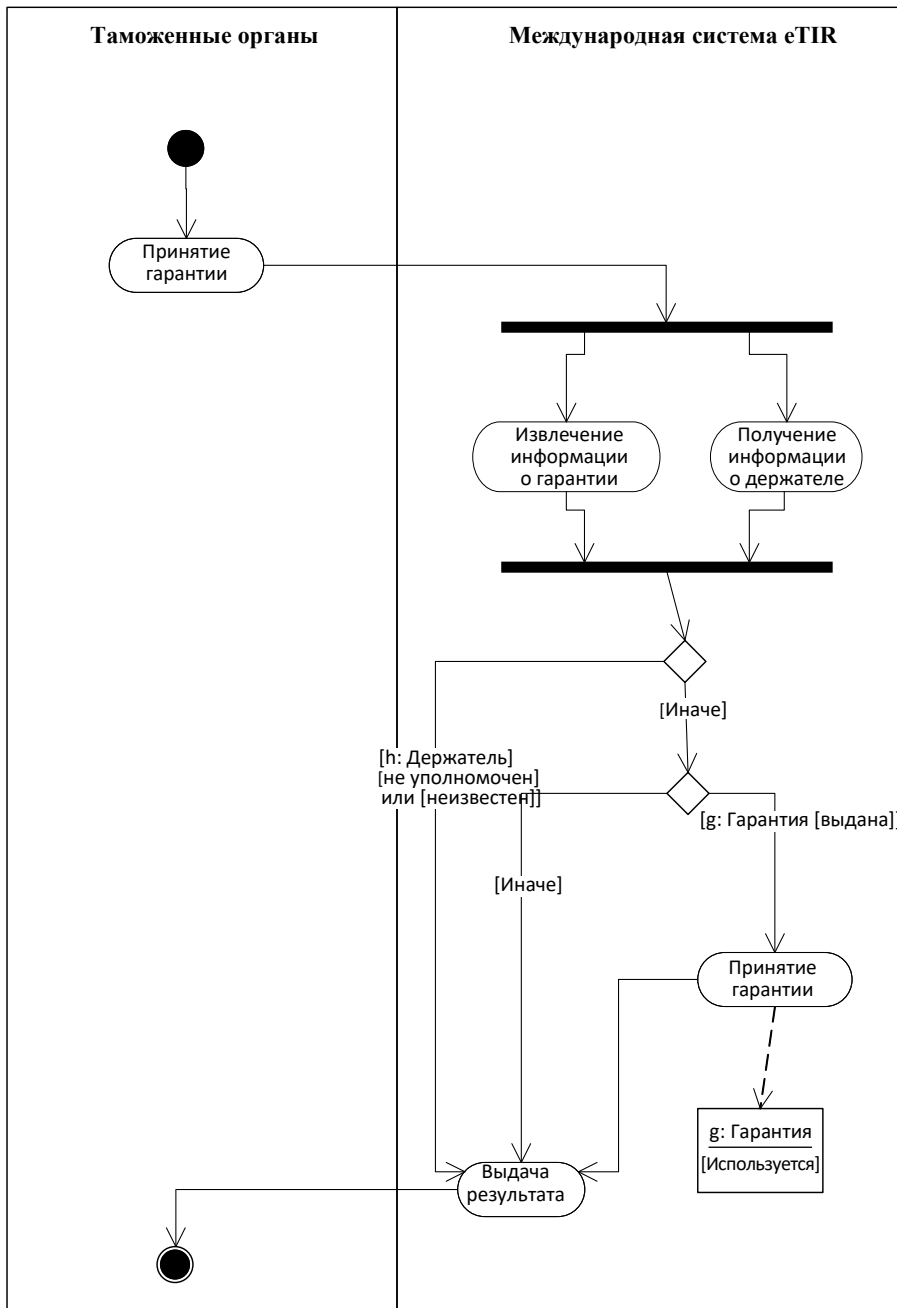 Таможенные органы
Международная система eTIR
Принятие
гарантии
Извлечение
информации
о гарантии
Получение
информации
о держателе
[Иначе]
[h: Держатель]
[не уполномочен]
или [неизвестен]]
[g: Гарантия [выдана]]
[Иначе]
Принятие
гарантии
g: Гарантия
[Используется]
Выдача
результата